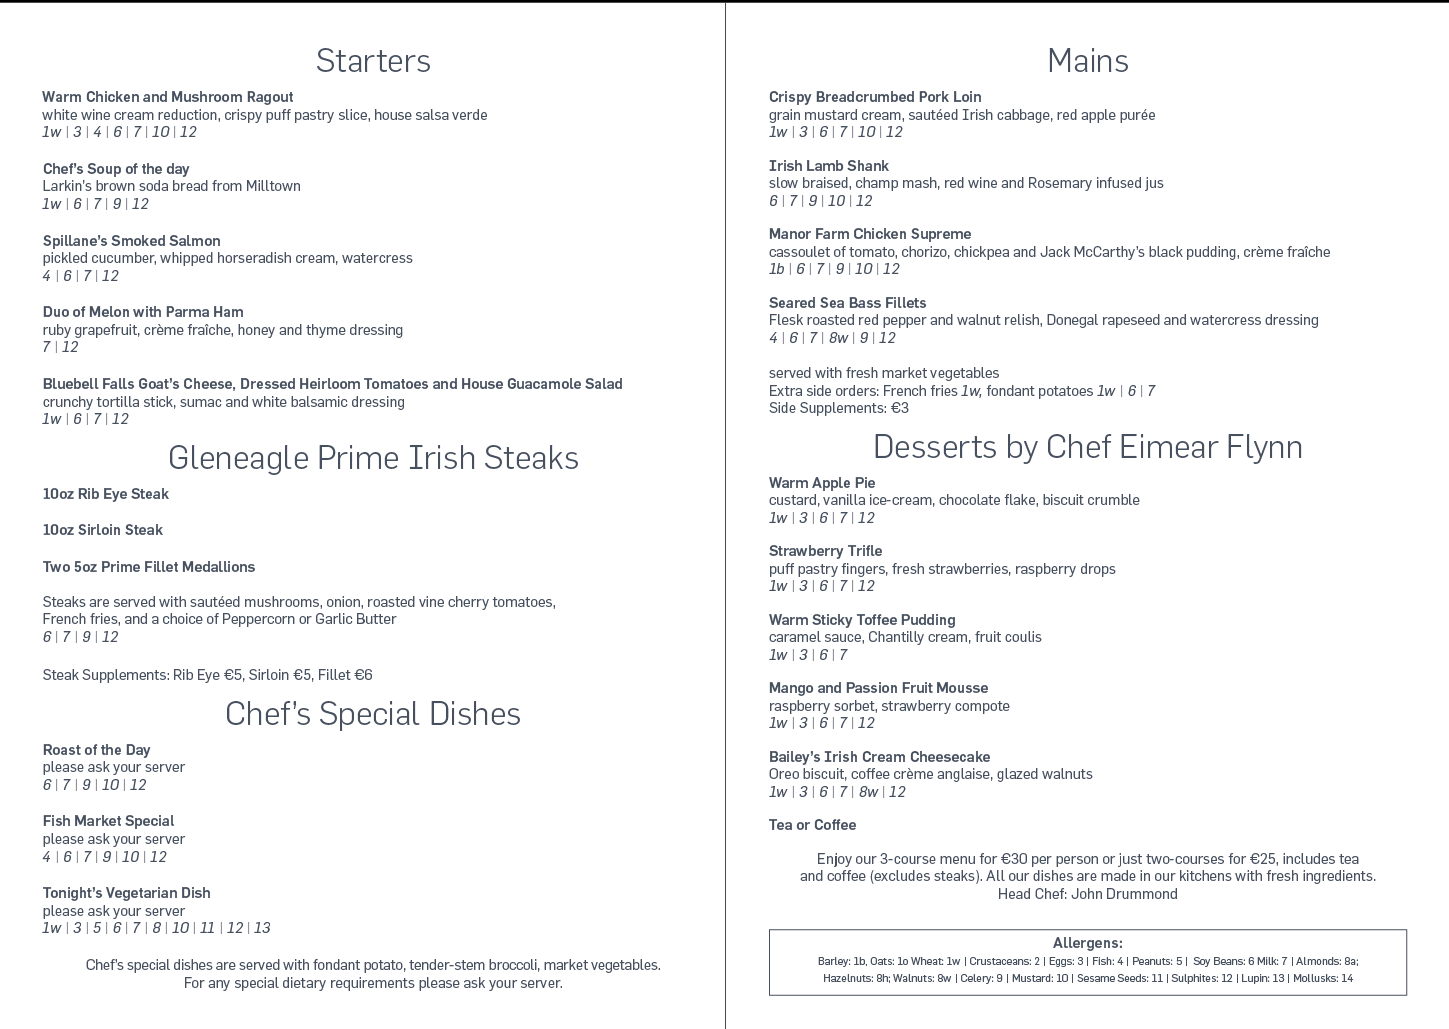 Starters
Warm Chicken and Mushroom Ragout
white wine cream reduction, crispy puff pastry slice, house salsa verde
1w | 3 | 4 | 6 | 7 | 10 | 12
Chef's Soup of the day
Larkin's brown soda bread from Milltown
1w | 6 | 7 | 9 | 12
Spillane's Smoked Salmon
pickled cucumber, whipped horseradish cream, watercress
4 | 6 | 7 | 12
Duo of Melon with Parma Ham
ruby grapefruit, crème fraîche, honey and thyme dressing
7 | 12
Bluebell Falls Goat's Cheese, Dressed Heirloom Tomatoes and House Guacamole Salad
crunchy tortilla stick, sumac and white balsamic dressing
1w | 6 | 7 | 12
Gleneagle Prime Irish Steaks
10oz Rib Eye Steak
10oz Sirloin Steak
Two 5oz Prime Fillet Medallions
Steaks are served with sautéed mushrooms, onion, roasted vine cherry tomatoes,
French fries, and a choice of Peppercorn or Garlic Butter
6 | 7 | 9 | 12
Steak Supplements: Rib Eye €5, Sirloin €5, Fillet €6
Chef's Special Dishes
Roast of the Day
please ask your server
6 | 7 | 9 | 10 | 12
Fish Market Special
please ask your server
4 | 6 | 7 | 9 | 10 | 12
Tonight's Vegetarian Dish
please ask your server
1w | 3 | 5 | 6 | 7 | 8 | 10 | 11 | 12 | 13
Chef's special dishes are served with fondant potato, tender-stem broccoli, market vegetables.
For any special dietary requirements please ask your server.
Mains
Crispy Breadcrumbed Pork Loin
grain mustard cream, sautéed Irish cabbage, red apple purée
1w | 3 | 6 | 7 | 10 | 12
Irish Lamb Shank
slow braised, champ mash, red wine and Rosemary infused jus
6 | 7 | 9 | 10 | 12
Manor Farm Chicken Supreme
cassoulet of tomato, chorizo, chickpea and Jack McCarthy's black pudding, crème fraîche
1b | 6 | 7 | 9 | 10 | 12
Seared Sea Bass Fillets
Flesk roasted red pepper and walnut relish, Donegal rapeseed and watercress dressing
4 | 6 | 7 | 8w | 9 | 12
served with fresh market vegetables
Extra side orders: French fries 1w, fondant potatoes 1w | 6 | 7
Side Supplements: €3
Desserts by Chef Eimear Flynn
Warm Apple Pie
custard, vanilla ice-cream, chocolate flake, biscuit crumble
1w | 3 | 6 | 7 | 12
Strawberry Trifle
puff pastry fingers, fresh strawberries, raspberry drops
1w | 3 | 6 | 7 | 12
Warm Sticky Toffee Pudding
caramel sauce, Chantilly cream, fruit coulis
1w | 3 | 6 | 7
Mango and Passion Fruit Mousse
raspberry sorbet, strawberry compote
1w | 3 | 6 | 7 | 12
Bailey's Irish Cream Cheesecake
Oreo biscuit, coffee crème anglaise, glazed walnuts
1w | 3 | 6 | 7 | 8w | 12
Tea or Coffee
Enjoy our 3-course menu for €30 per person or just two-courses for €25, includes tea
and coffee (excludes steaks). All our dishes are made in our kitchens with fresh ingredients.
Head Chef: John Drummond
Allergens:
Barley: 1b, Oats: 1o Wheat: 1w | Crustaceans: 2 | Eggs: 3 | Fish: 4 | Peanuts: 5 | Soy Beans: 6 Milk: 7 | Almonds: 8a;
Hazelnuts: 8h; Walnuts: 8w | Celery: 9 | Mustard: 10 | Sesame Seeds: 11 | Sulphites: 12 | Lupin: 13 | Mollusks: 14